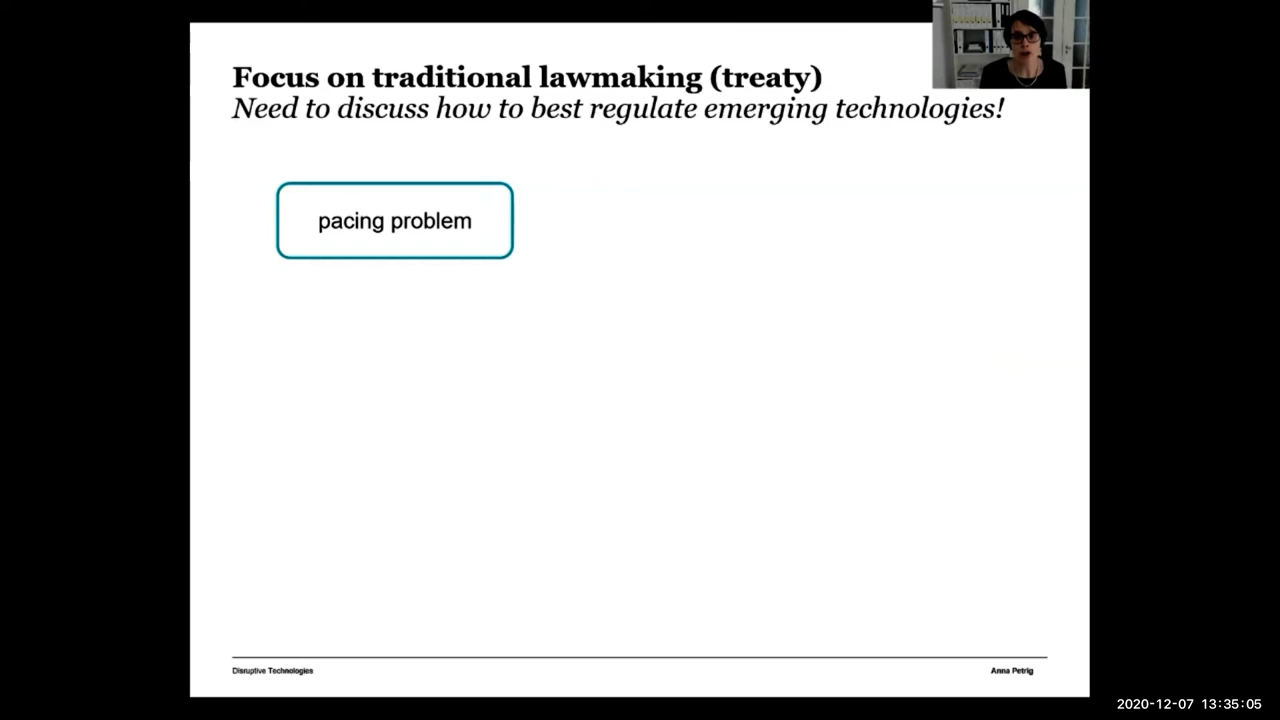 Focus on traditional lawmaking (treaty)
Need to discuss how to best regulate emerging technologies!
pacing problem
Disruptive Technologies
Anna Petrig
2020-12-07 13:35:05